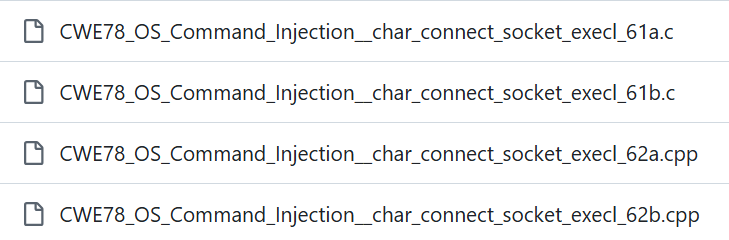 CWE78_OS_Command_Injection__char_connect_socket_execl_61a.c
CWE78_OS_Command_Injection__char_connect_socket_execl_61b.c
CWE78_OS_Command_Injection__char_connect_socket_execl_62a.cpp
CWE78_OS_Command_Injection__char_connect_socket_execl_62b.cpp